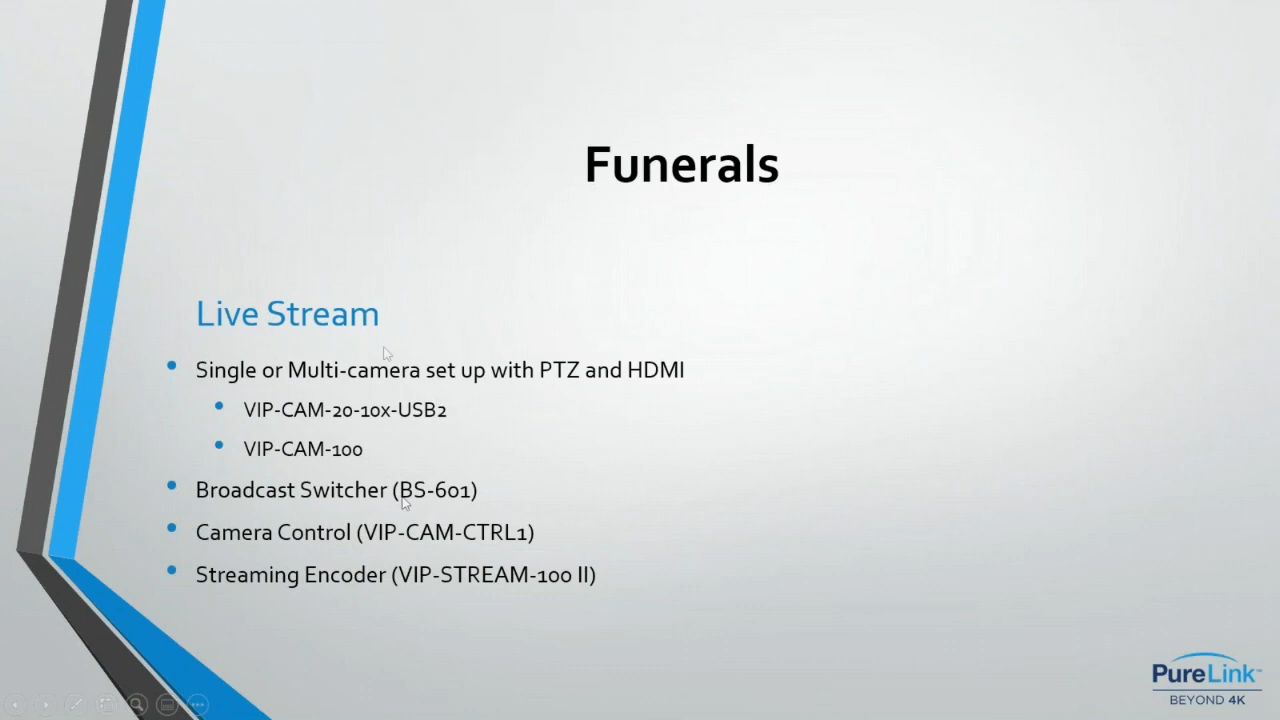 Funerals
Live Stream
Single or Multi-camera set up with PTZ and HDMI
VIP-CAM-20-10x-USB2
VIP-CAM-100
Broadcast Switcher (BS-601)
Camera Control (VIP-CAM-CTRL1)
Streaming Encoder (VIP-STREAM-100 II)
PureLink™
BEYOND 4K